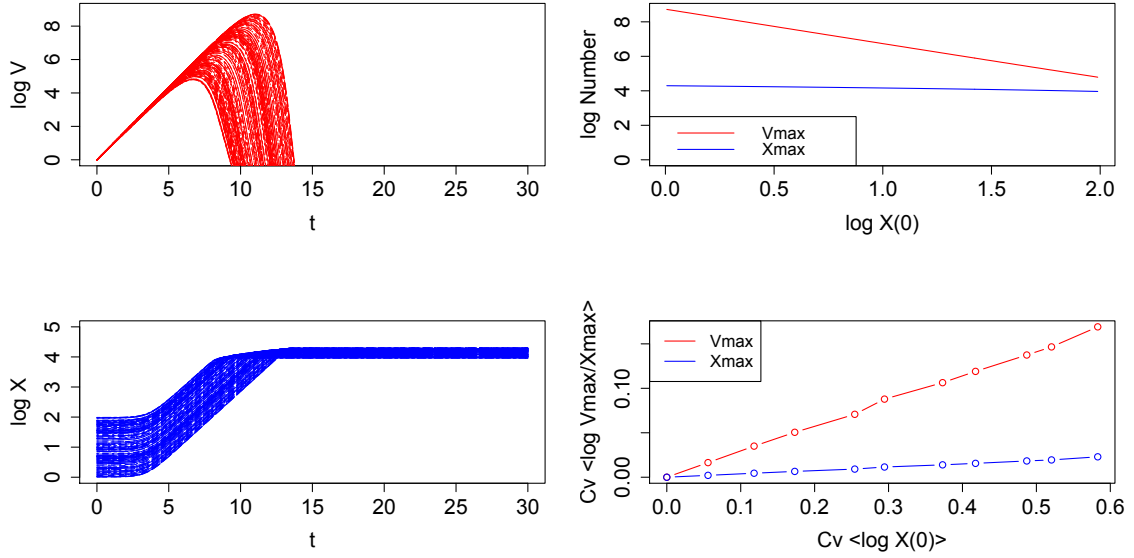 log V
0 2 4 6 8
0 5 10 15 20 25 30
t
log Number
0 2 4 6 8
Vmax
Xmax
0.0 0.5 1.0 1.5 2.0
log X(0)
log X
0 1 2 3 4 5
0 5 10 15 20 25 30
t
Cv <log Vmax/Xmax>
0.00 0.10
Vmax
Xmax
0.0 0.1 0.2 0.3 0.4 0.5 0.6
Cv <log X(0)>